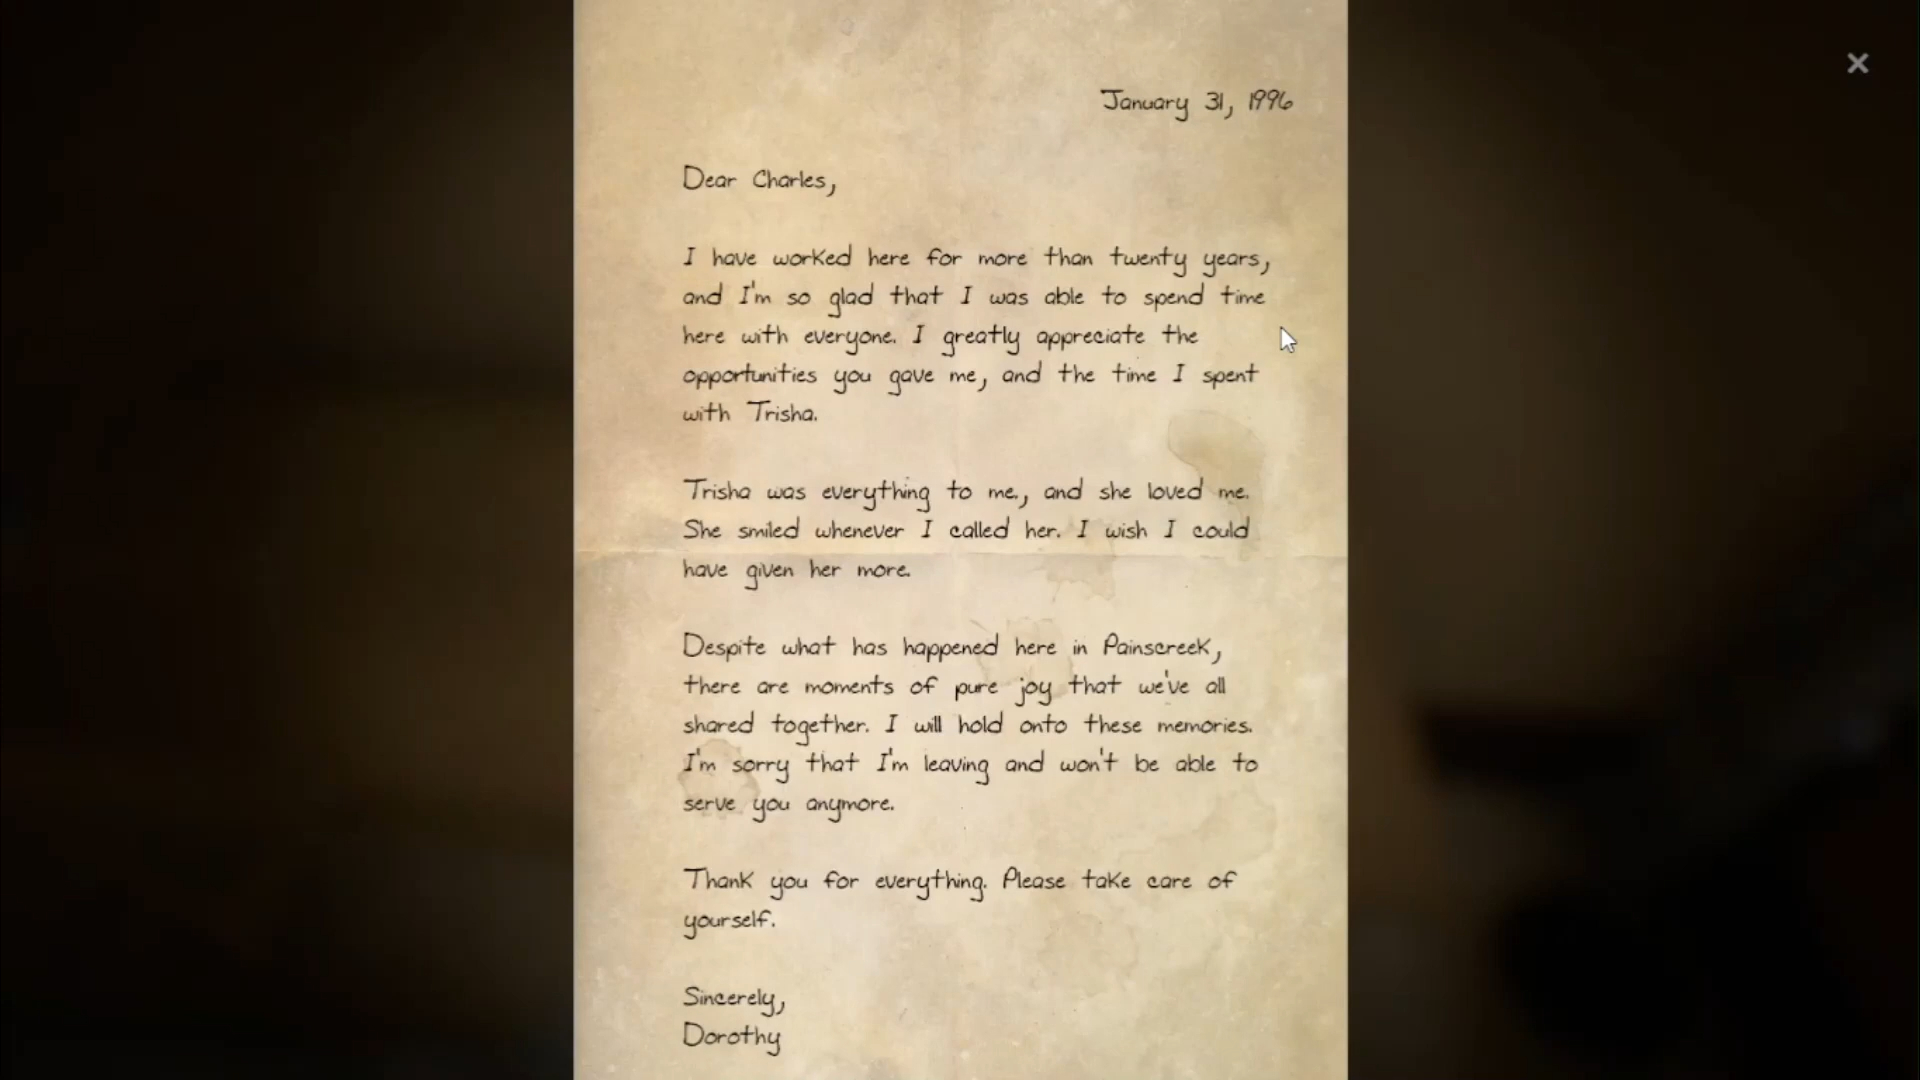 January 31, 1996
Dear Charles,
I have worked here for more than twenty years,
and I'm so glad that I was able to spend time
here with everyone. I greatly appreciate the
opportunities you gave me, and the time I spent
with Trisha.
Trisha was everything to me., and she loved me.
She smiled whenever I called her. I wish I could
have given her more.
Despite what has happened here in Painscreek,
there are moments of pure joy that we've all
shared together. I will hold onto these memories.
I'm sorry that I'm leaving and won't be able to
serve you anymore.
Thank you for everything. Please take care of
yourself.
Sincerely,
Dorothy